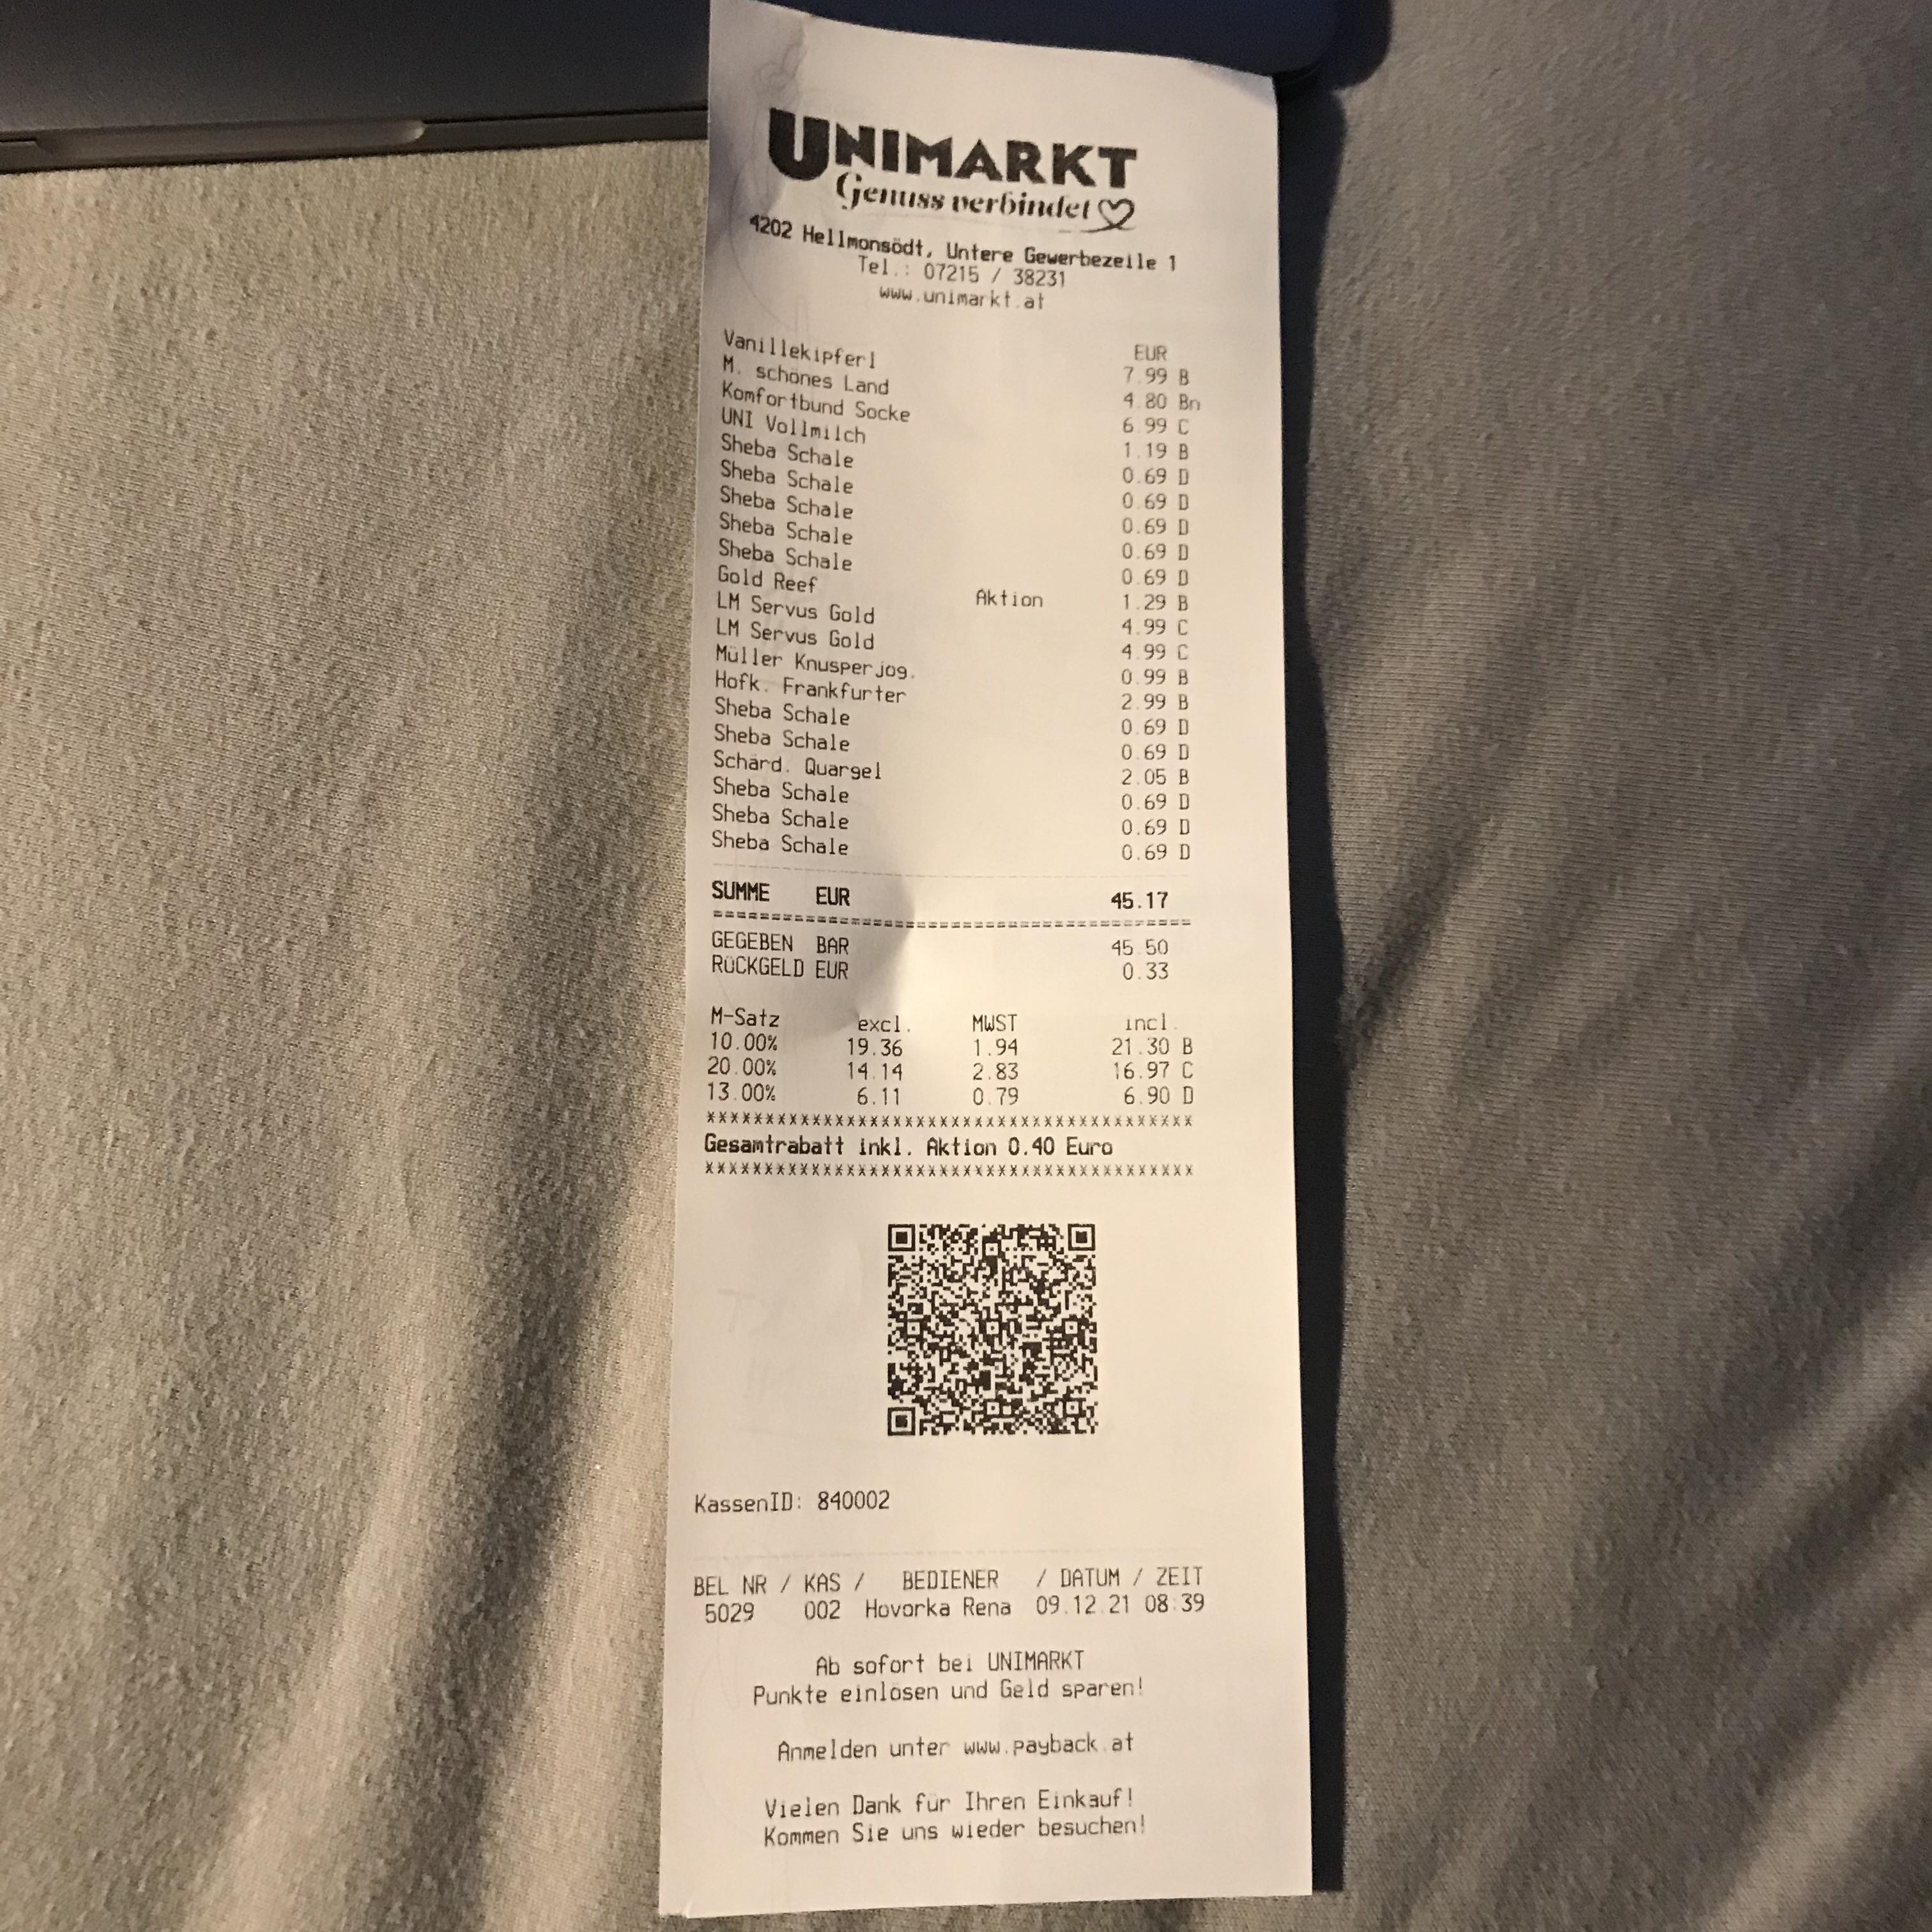 UNIMARKT
Genuss verbindet
4202 Hellmonsödt, Untere Gewerbezeile 1
Tel.: 07215 / 38231
www.unimarkt.at
EUR
Vanillekipferl 7.99 B
M. schönes Land 4.80 Bn
Komfortbund Socke 6.99 C
UNI Vollmilch 1.19 B
Sheba Schale 0.69 D
Sheba Schale 0.69 D
Sheba Schale 0.69 D
Sheba Schale 0.69 D
Sheba Schale 0.69 D
Gold Reef Aktion 1.29 B
LM Servus Gold 4.99 C
LM Servus Gold 4.99 C
Müller Knusperjog. 0.99 B
Hofk. Frankfurter 2.99 B
Sheba Schale 0.69 D
Sheba Schale 0.69 D
Schärd. Quargel 2.05 B
Sheba Schale 0.69 D
Sheba Schale 0.69 D
Sheba Schale 0.69 D
SUMME EUR 45.17
GEGEBEN BAR 45.50
RÜCKGELD EUR 0.33
M-Satz excl. MWST incl.
10.00% 19.36 1.94 21.30 B
20.00% 14.14 2.83 16.97 C
13.00% 6.11 0.79 6.90 D
Gesamtrabatt inkl. Aktion 0.40 Euro
KassenID: 840002
BEL NR / KAS / BEDIENER / DATUM / ZEIT
5029 002 Hovorka Rena 09.12.21 08:39
Ab sofort bei UNIMARKT
Punkte einlösen und Geld sparen!
Anmelden unter www.payback.at
Vielen Dank für Ihren Einkauf!
Kommen Sie uns wieder besuchen!